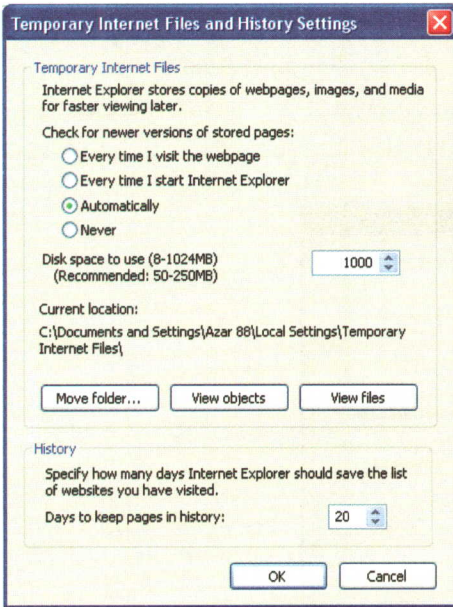 Temporary Internet Files and History Settings
Temporary Internet Files
Internet Explorer stores copies of webpages, images, and media
for faster viewing later.
Check for newer versions of stored pages:
Every time I visit the webpage
Every time I start Internet Explorer
Automatically
Never
Disk space to use (8-1024MB)
1000
(Recommended: 50-250MB)
Current location:
C:\Documents and Settings\Azar 88\Local Settings\Temporary
Internet Files\
Move folder... View objects View files
History
Specify how many days Internet Explorer should save the list
of websites you have visited.
Days to keep pages in history: 20
OK Cancel